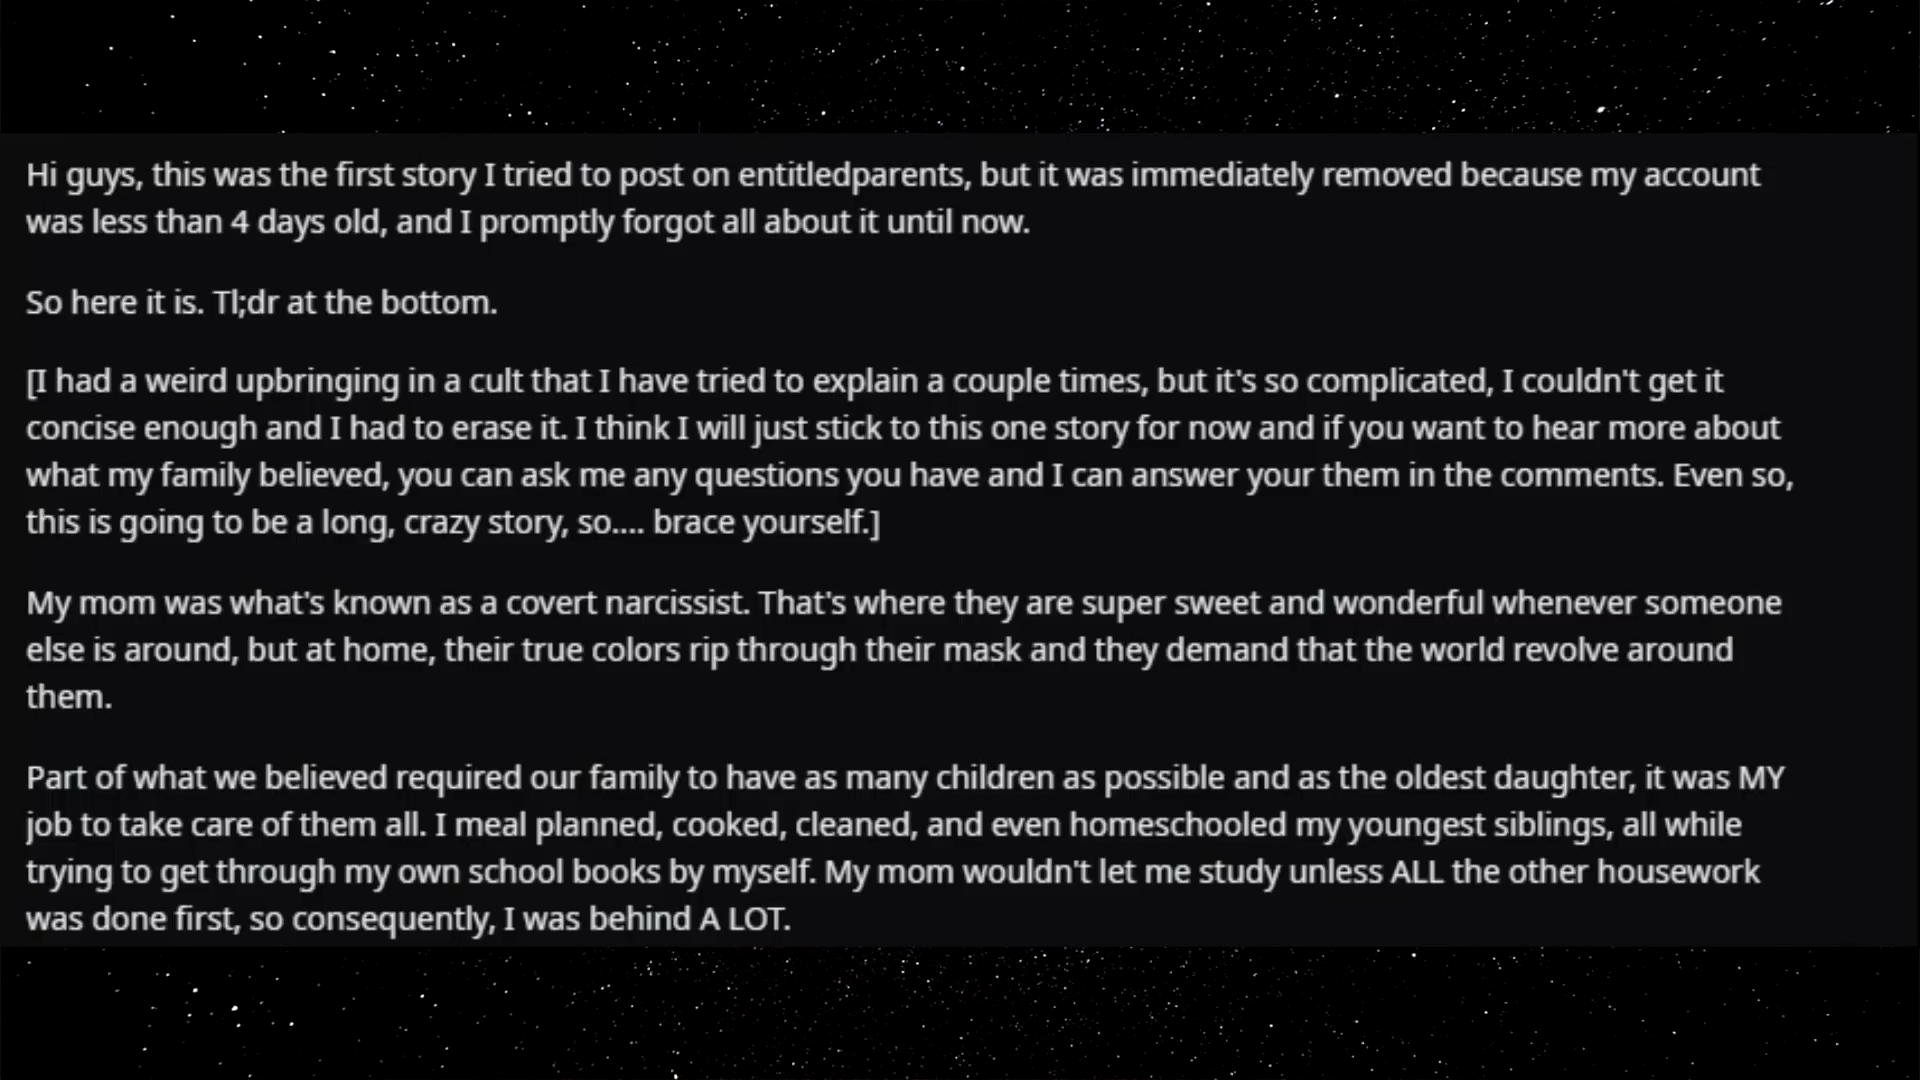 Hi guys, this was the first story I tried to post on entitledparents, but it was immediately removed because my account
was less than 4 days old, and I promptly forgot all about it until now.
So here it is. Tl;dr at the bottom.
[I had a weird upbringing in a cult that I have tried to explain a couple times, but it's so complicated, I couldn't get it
concise enough and I had to erase it. I think I will just stick to this one story for now and if you want to hear more about
what my family believed, you can ask me any questions you have and I can answer your them in the comments. Even so,
this is going to be a long, crazy story, so.... brace yourself.]
My mom was what's known as a covert narcissist. That's where they are super sweet and wonderful whenever someone
else is around, but at home, their true colors rip through their mask and they demand that the world revolve around
them.
Part of what we believed required our family to have as many children as possible and as the oldest daughter, it was MY
job to take care of them all. I meal planned, cooked, cleaned, and even homeschooled my youngest siblings, all while
trying to get through my own school books by myself. My mom wouldn't let me study unless ALL the other housework
was done first, so consequently, I was behind A LOT.